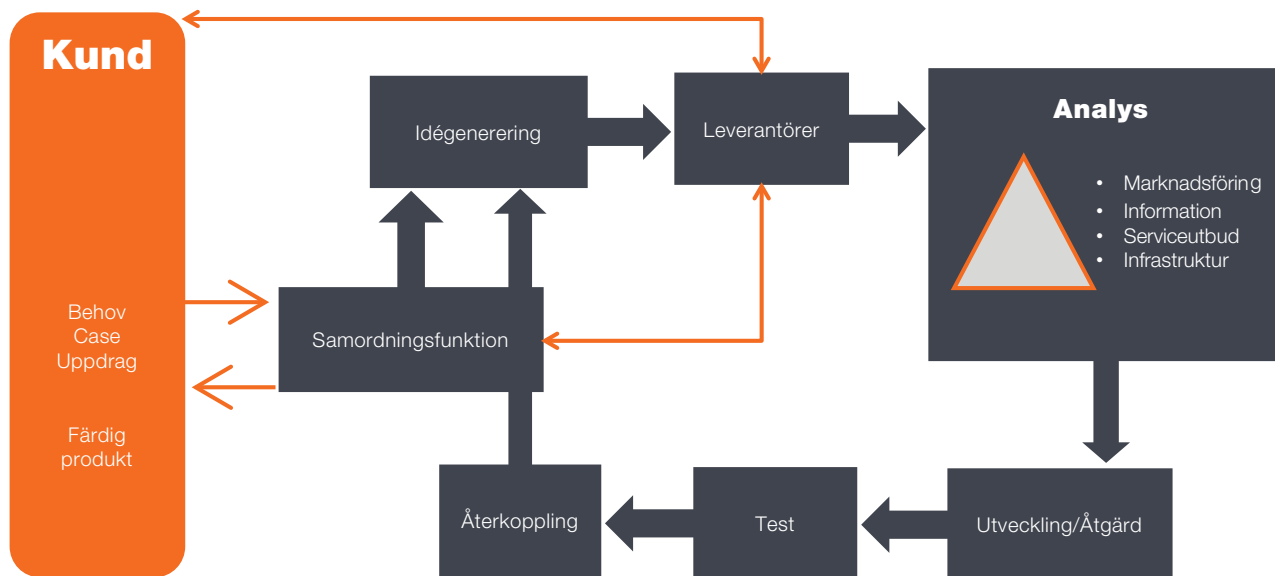 Kund
Behov
Case
Uppdrag
Färdig
produkt
Idégenerering
Leverantörer
Analys
• Marknadsföring
• Information
• Serviceutbud
• Infrastruktur
Samordningsfunktion
Återkoppling
Test
Utveckling/Åtgärd